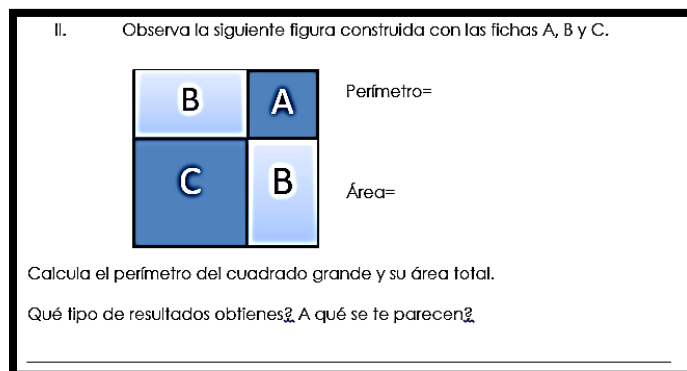 II. Observa la siguiente figura construida con las fichas A, B y C.
B A
Perímetro=
C B
Área=
Calcula el perímetro del cuadrado grande y su área total.
Qué tipo de resultados obtienes? A qué se te parecen?